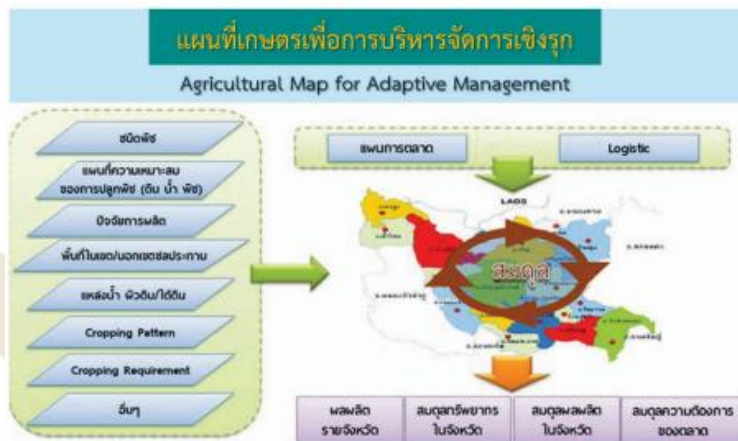 แผนที่เกษตรเพื่อการบริหารจัดการเชิงรุก
Agricultural Map for Adaptive Management
ชนิดพืช
แผนที่ความเหมาะสม
ของการปลูกพืช (ดิน น้ำ พืช)
ปัจจัยการผลิต
พื้นที่ในเขต/นอกเขตชลประทาน
แหล่งน้ำ ผิวดิน/ใต้ดิน
Cropping Pattern
Cropping Requirement
อื่นๆ
แผนการตลาด
Logistic
LAOS
สมดุล
ผลผลิต
รายจังหวัด
สมดุลทรัพยากร
ในจังหวัด
สมดุลผลผลิต
ในจังหวัด
สมดุลความต้องการ
ของตลาด